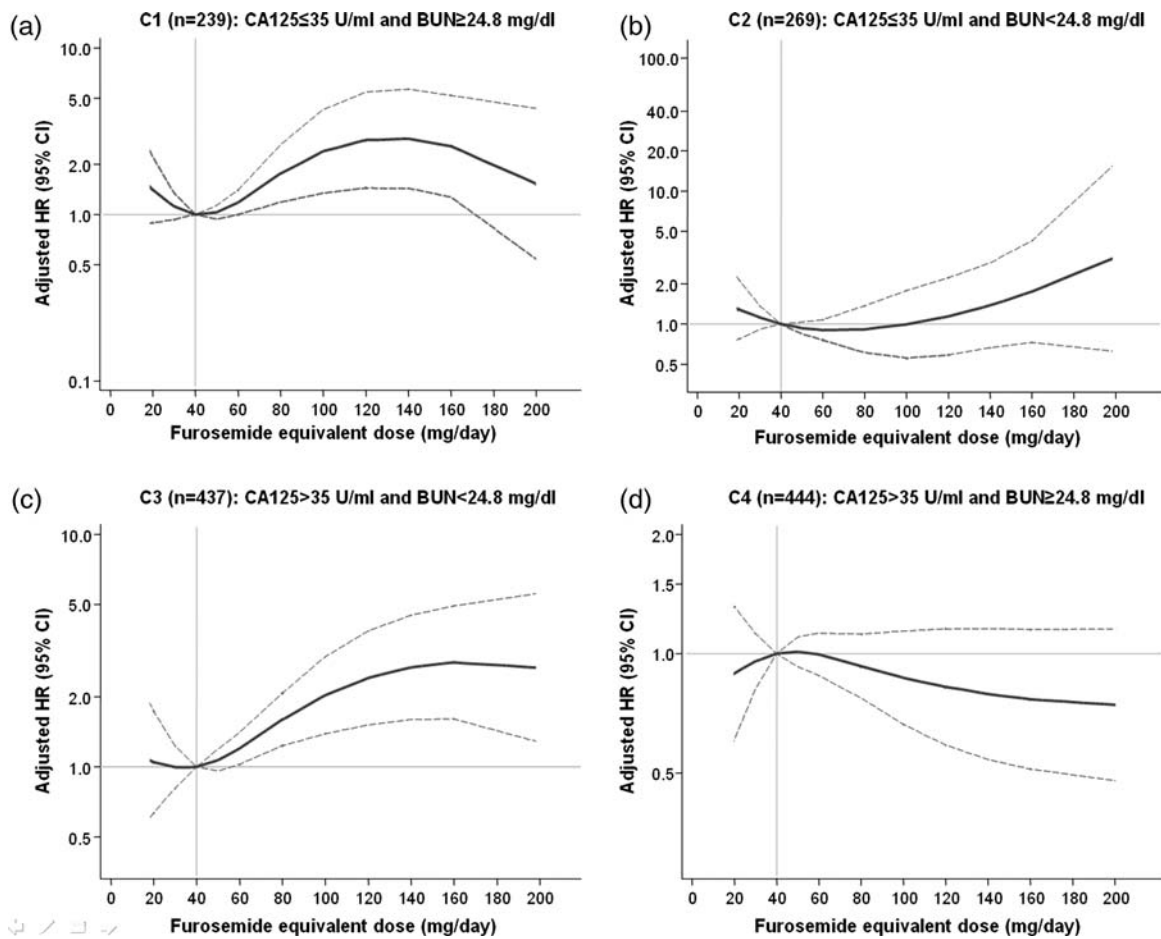 (a)
C1 (n=239): CA125≤35 U/ml and BUN≥24.8 mg/dl
Adjusted HR (95% CI)
10.0
5.0
2.0
1.0
0.5
0.1
0 20 40 60 80 100 120 140 160 180 200
Furosemide equivalent dose (mg/day)
(b)
C2 (n=269): CA125≤35 U/ml and BUN<24.8 mg/dl
Adjusted HR (95% CI)
100.0
40.0
20.0
10.0
5.0
2.0
1.0
0.5
0 20 40 60 80 100 120 140 160 180 200
Furosemide equivalent dose (mg/day)
(c)
C3 (n=437): CA125>35 U/ml and BUN<24.8 mg/dl
Adjusted HR (95% CI)
10.0
5.0
2.0
1.0
0.5
0 20 40 60 80 100 120 140 160 180 200
Furosemide equivalent dose (mg/day)
(d)
C4 (n=444): CA125>35 U/ml and BUN≥24.8 mg/dl
Adjusted HR (95% CI)
2.0
1.5
1.0
0.5
0 20 40 60 80 100 120 140 160 180 200
Furosemide equivalent dose (mg/day)